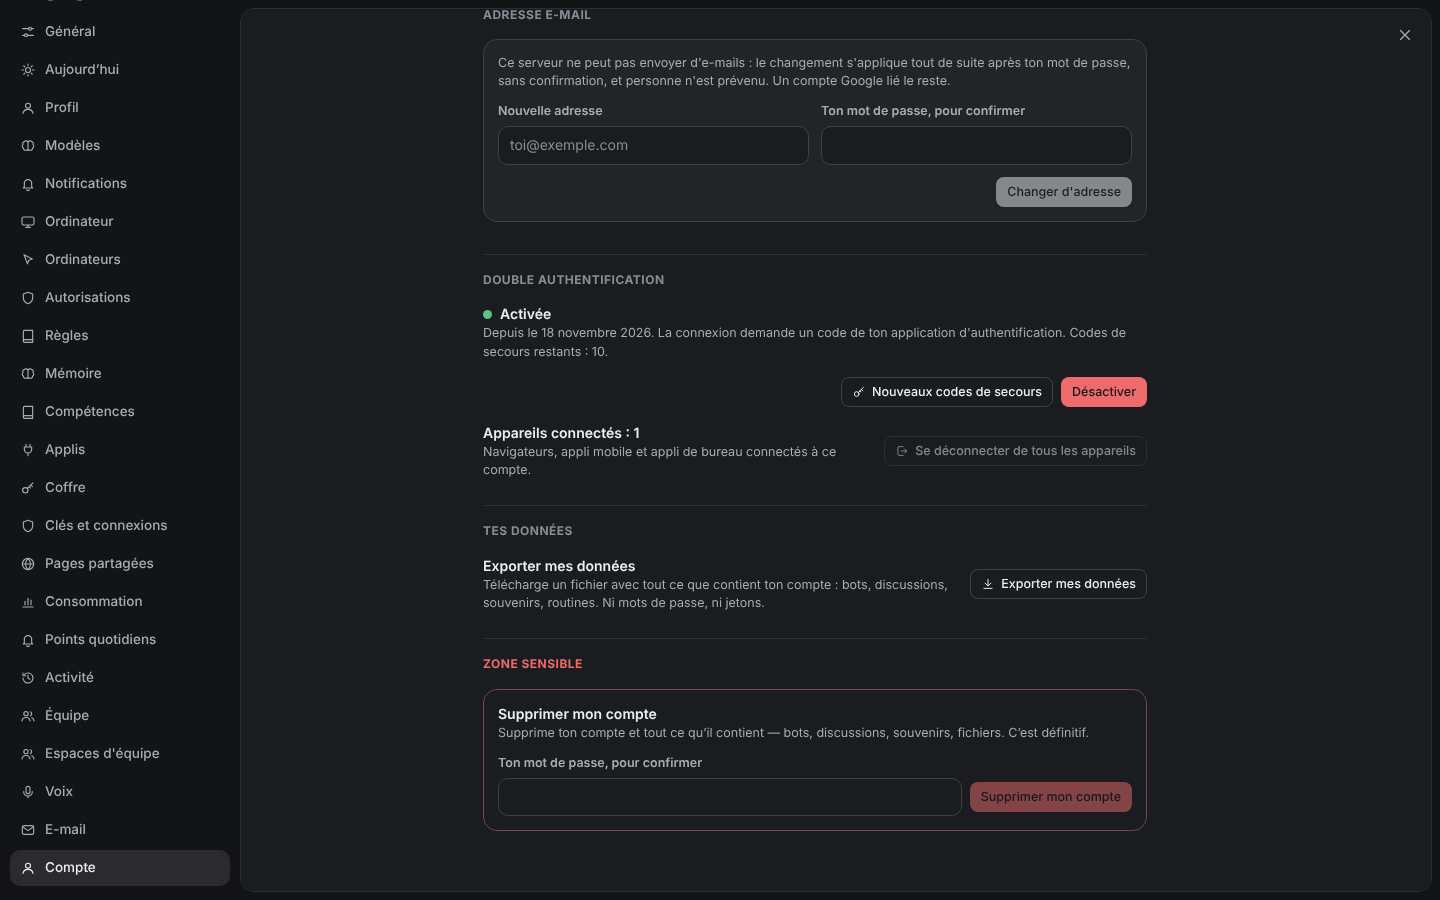 Général
Aujourd’hui
Profil
Modèles
Notifications
Ordinateur
Ordinateurs
Autorisations
Règles
Mémoire
Compétences
Applis
Coffre
Clés et connexions
Pages partagées
Consommation
Points quotidiens
Activité
Équipe
Espaces d'équipe
Voix
E-mail
Compte
ADRESSE E-MAIL
Ce serveur ne peut pas envoyer d'e-mails : le changement s'applique tout de suite après ton mot de passe,
sans confirmation, et personne n'est prévenu. Un compte Google lié le reste.
Nouvelle adresse
Ton mot de passe, pour confirmer
toi@exemple.com
Changer d'adresse
DOUBLE AUTHENTIFICATION
Activée
Depuis le 18 novembre 2026. La connexion demande un code de ton application d'authentification. Codes de
secours restants : 10.
Nouveaux codes de secours
Désactiver
Appareils connectés : 1
Navigateurs, appli mobile et appli de bureau connectés à ce
compte.
Se déconnecter de tous les appareils
TES DONNÉES
Exporter mes données
Télécharge un fichier avec tout ce que contient ton compte : bots, discussions,
souvenirs, routines. Ni mots de passe, ni jetons.
Exporter mes données
ZONE SENSIBLE
Supprimer mon compte
Supprime ton compte et tout ce qu’il contient — bots, discussions, souvenirs, fichiers. C’est définitif.
Ton mot de passe, pour confirmer
Supprimer mon compte